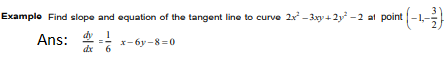 Example Find slope and equation of the tangent line to curve 2x² – 3xy + 2y² – 2 at point (–1, –3/2)
Ans: dy/dx = 1/6 x – 6y – 8 = 0